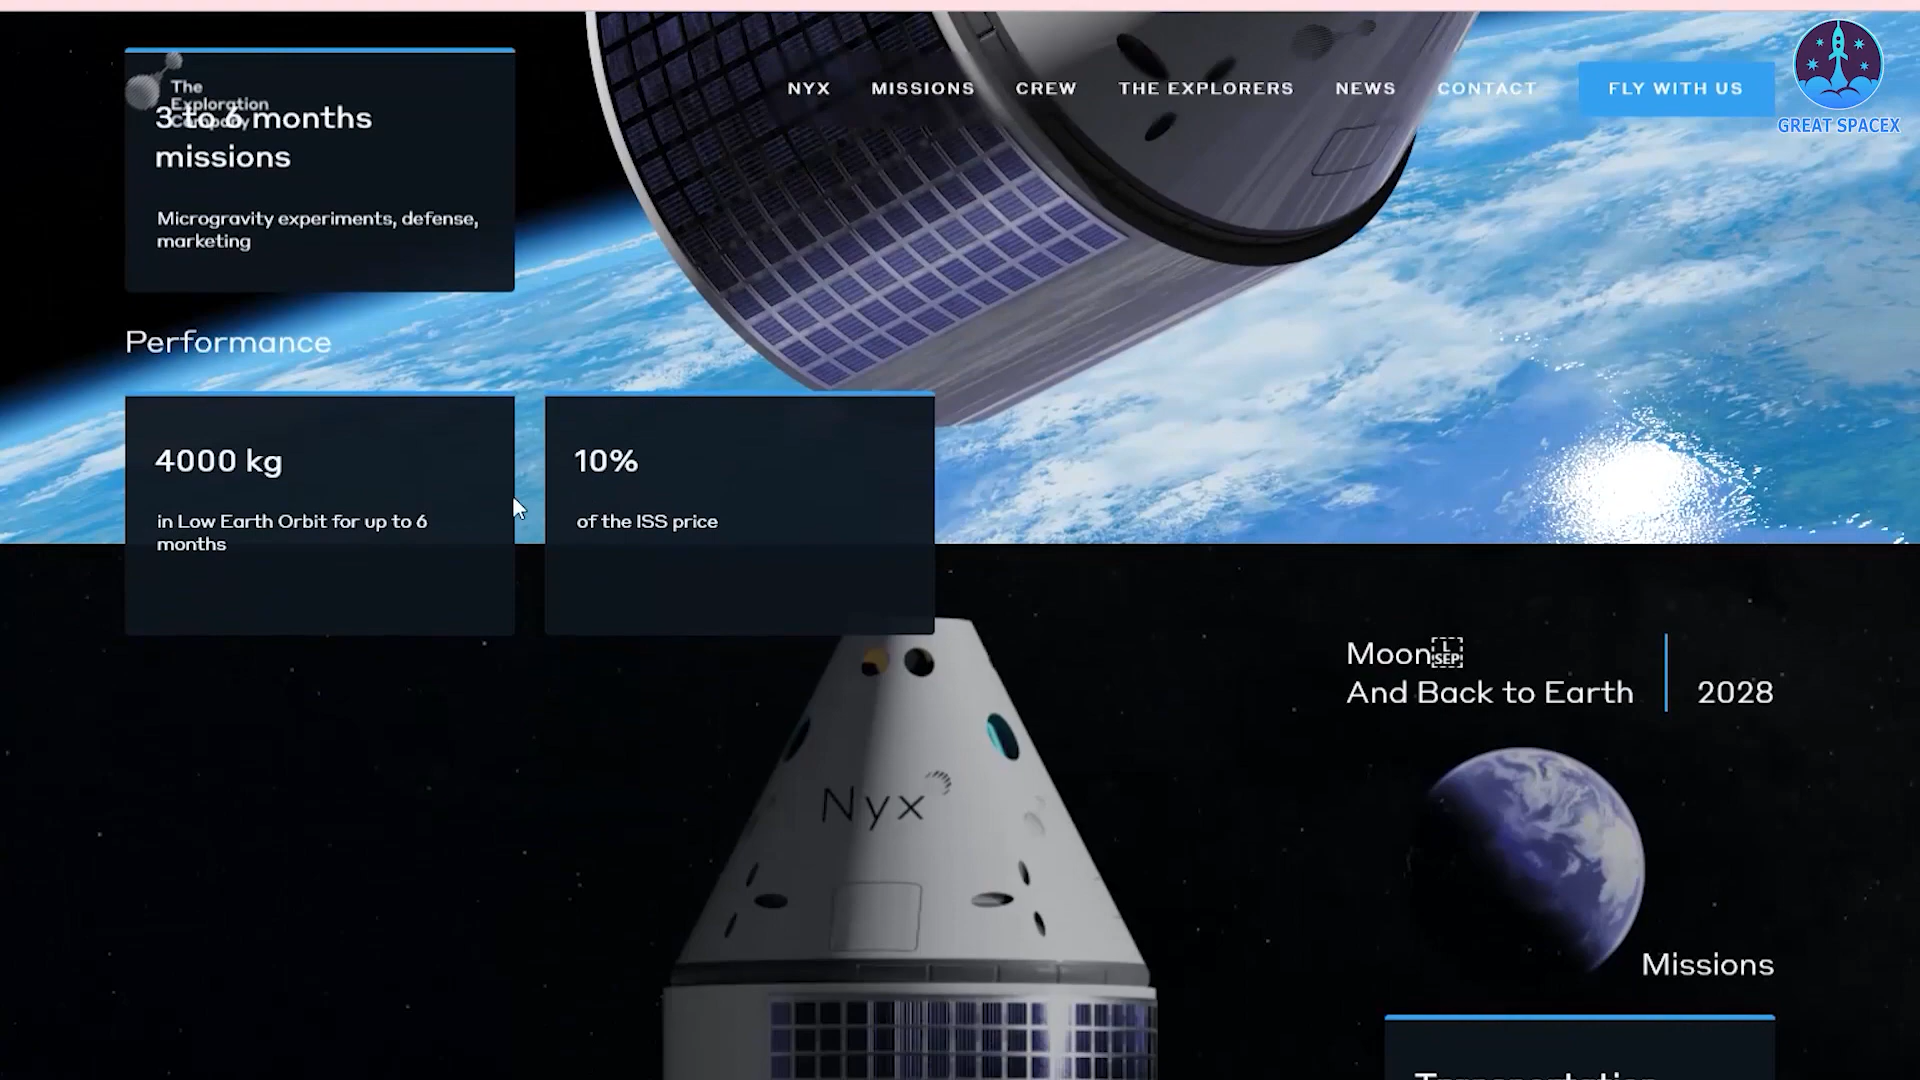 The
Exploration
Company
3 to 6 months
missions
Microgravity experiments, defense,
marketing
NYX
MISSIONS
CREW
THE EXPLORERS
NEWS
CONTACT
FLY WITH US
GREAT SPACEX
Performance
4000 kg
in Low Earth Orbit for up to 6
months
10%
of the ISS price
Moon
And Back to Earth
2028
Nyx
Missions
Transportation